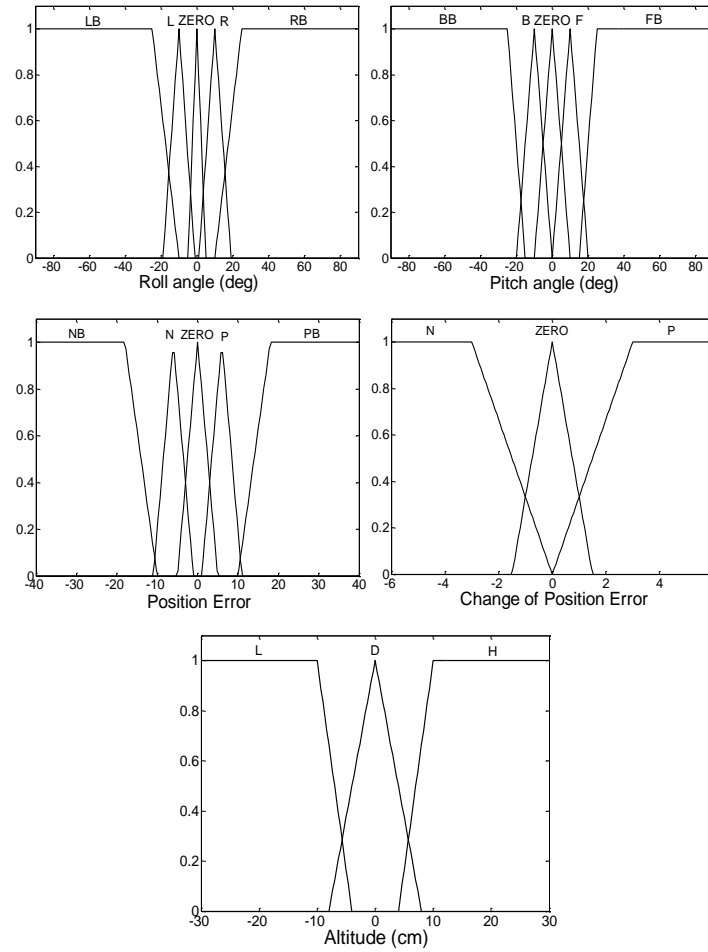 LB L ZERO R RB
1
0.8
0.6
0.4
0.2
0
-80 -60 -40 -20 0 20 40 60 80
Roll angle (deg)
BB B ZERO F FB
1
0.8
0.6
0.4
0.2
0
-80 -60 -40 -20 0 20 40 60 80
Pitch angle (deg)
NB N ZERO P PB
1
0.8
0.6
0.4
0.2
0
-40 -30 -20 -10 0 10 20 30 40
Position Error
N ZERO P
1
0.8
0.6
0.4
0.2
0
-6 -4 -2 0 2 4
Change of Position Error
L D H
1
0.8
0.6
0.4
0.2
0
-30 -20 -10 0 10 20 30
Altitude (cm)